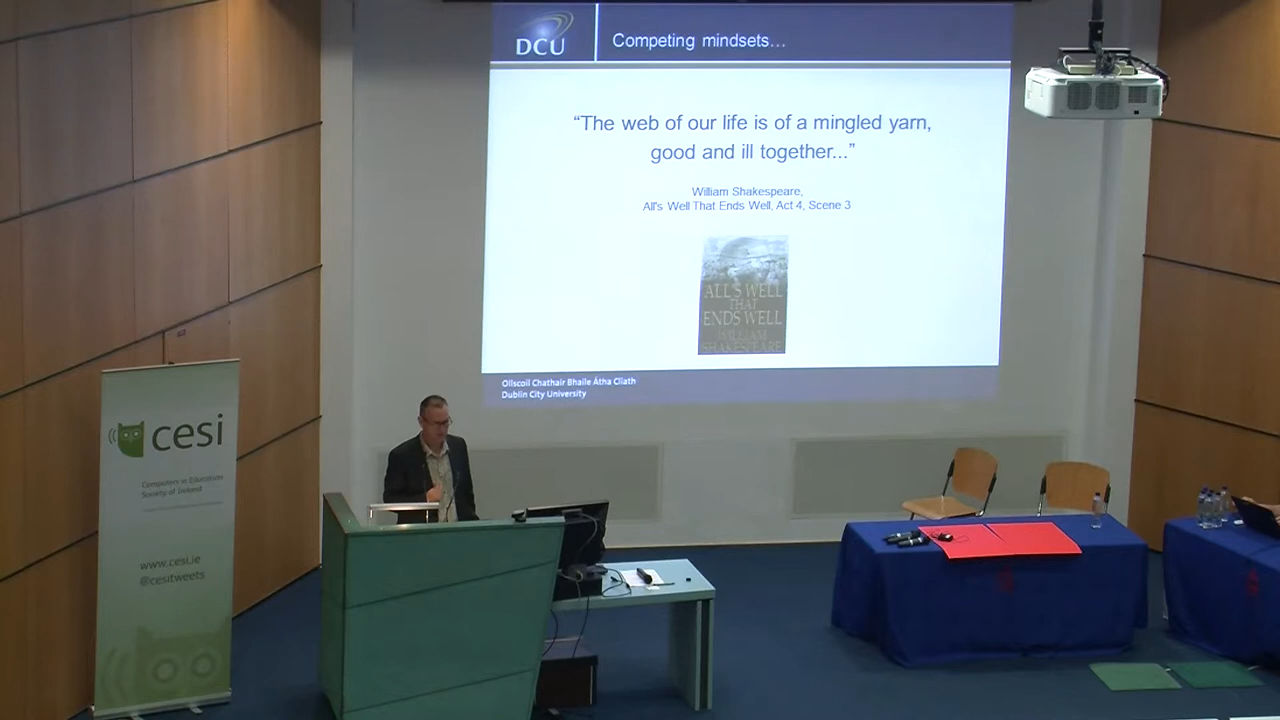 DCU
Competing mindsets...
“The web of our life is of a mingled yarn,
good and ill together...”
William Shakespeare,
All's Well That Ends Well, Act 4, Scene 3
ALL'S WELL
THAT
ENDS WELL
WILLIAM
SHAKESPEARE
Ollscoil Chathair Bhaile Átha Cliath
Dublin City University
cesi
Computers in Education
Society of Ireland
www.cesi.ie
@cesitweets